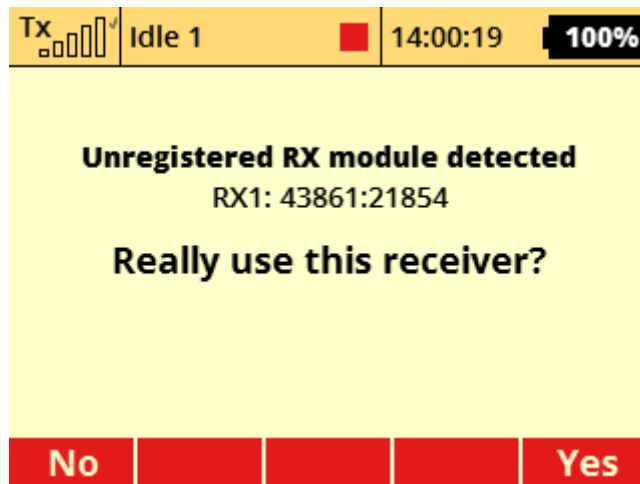 Tx Idle 1 14:00:19 100%
Unregistered RX module detected
RX1: 43861:21854
Really use this receiver?
No Yes